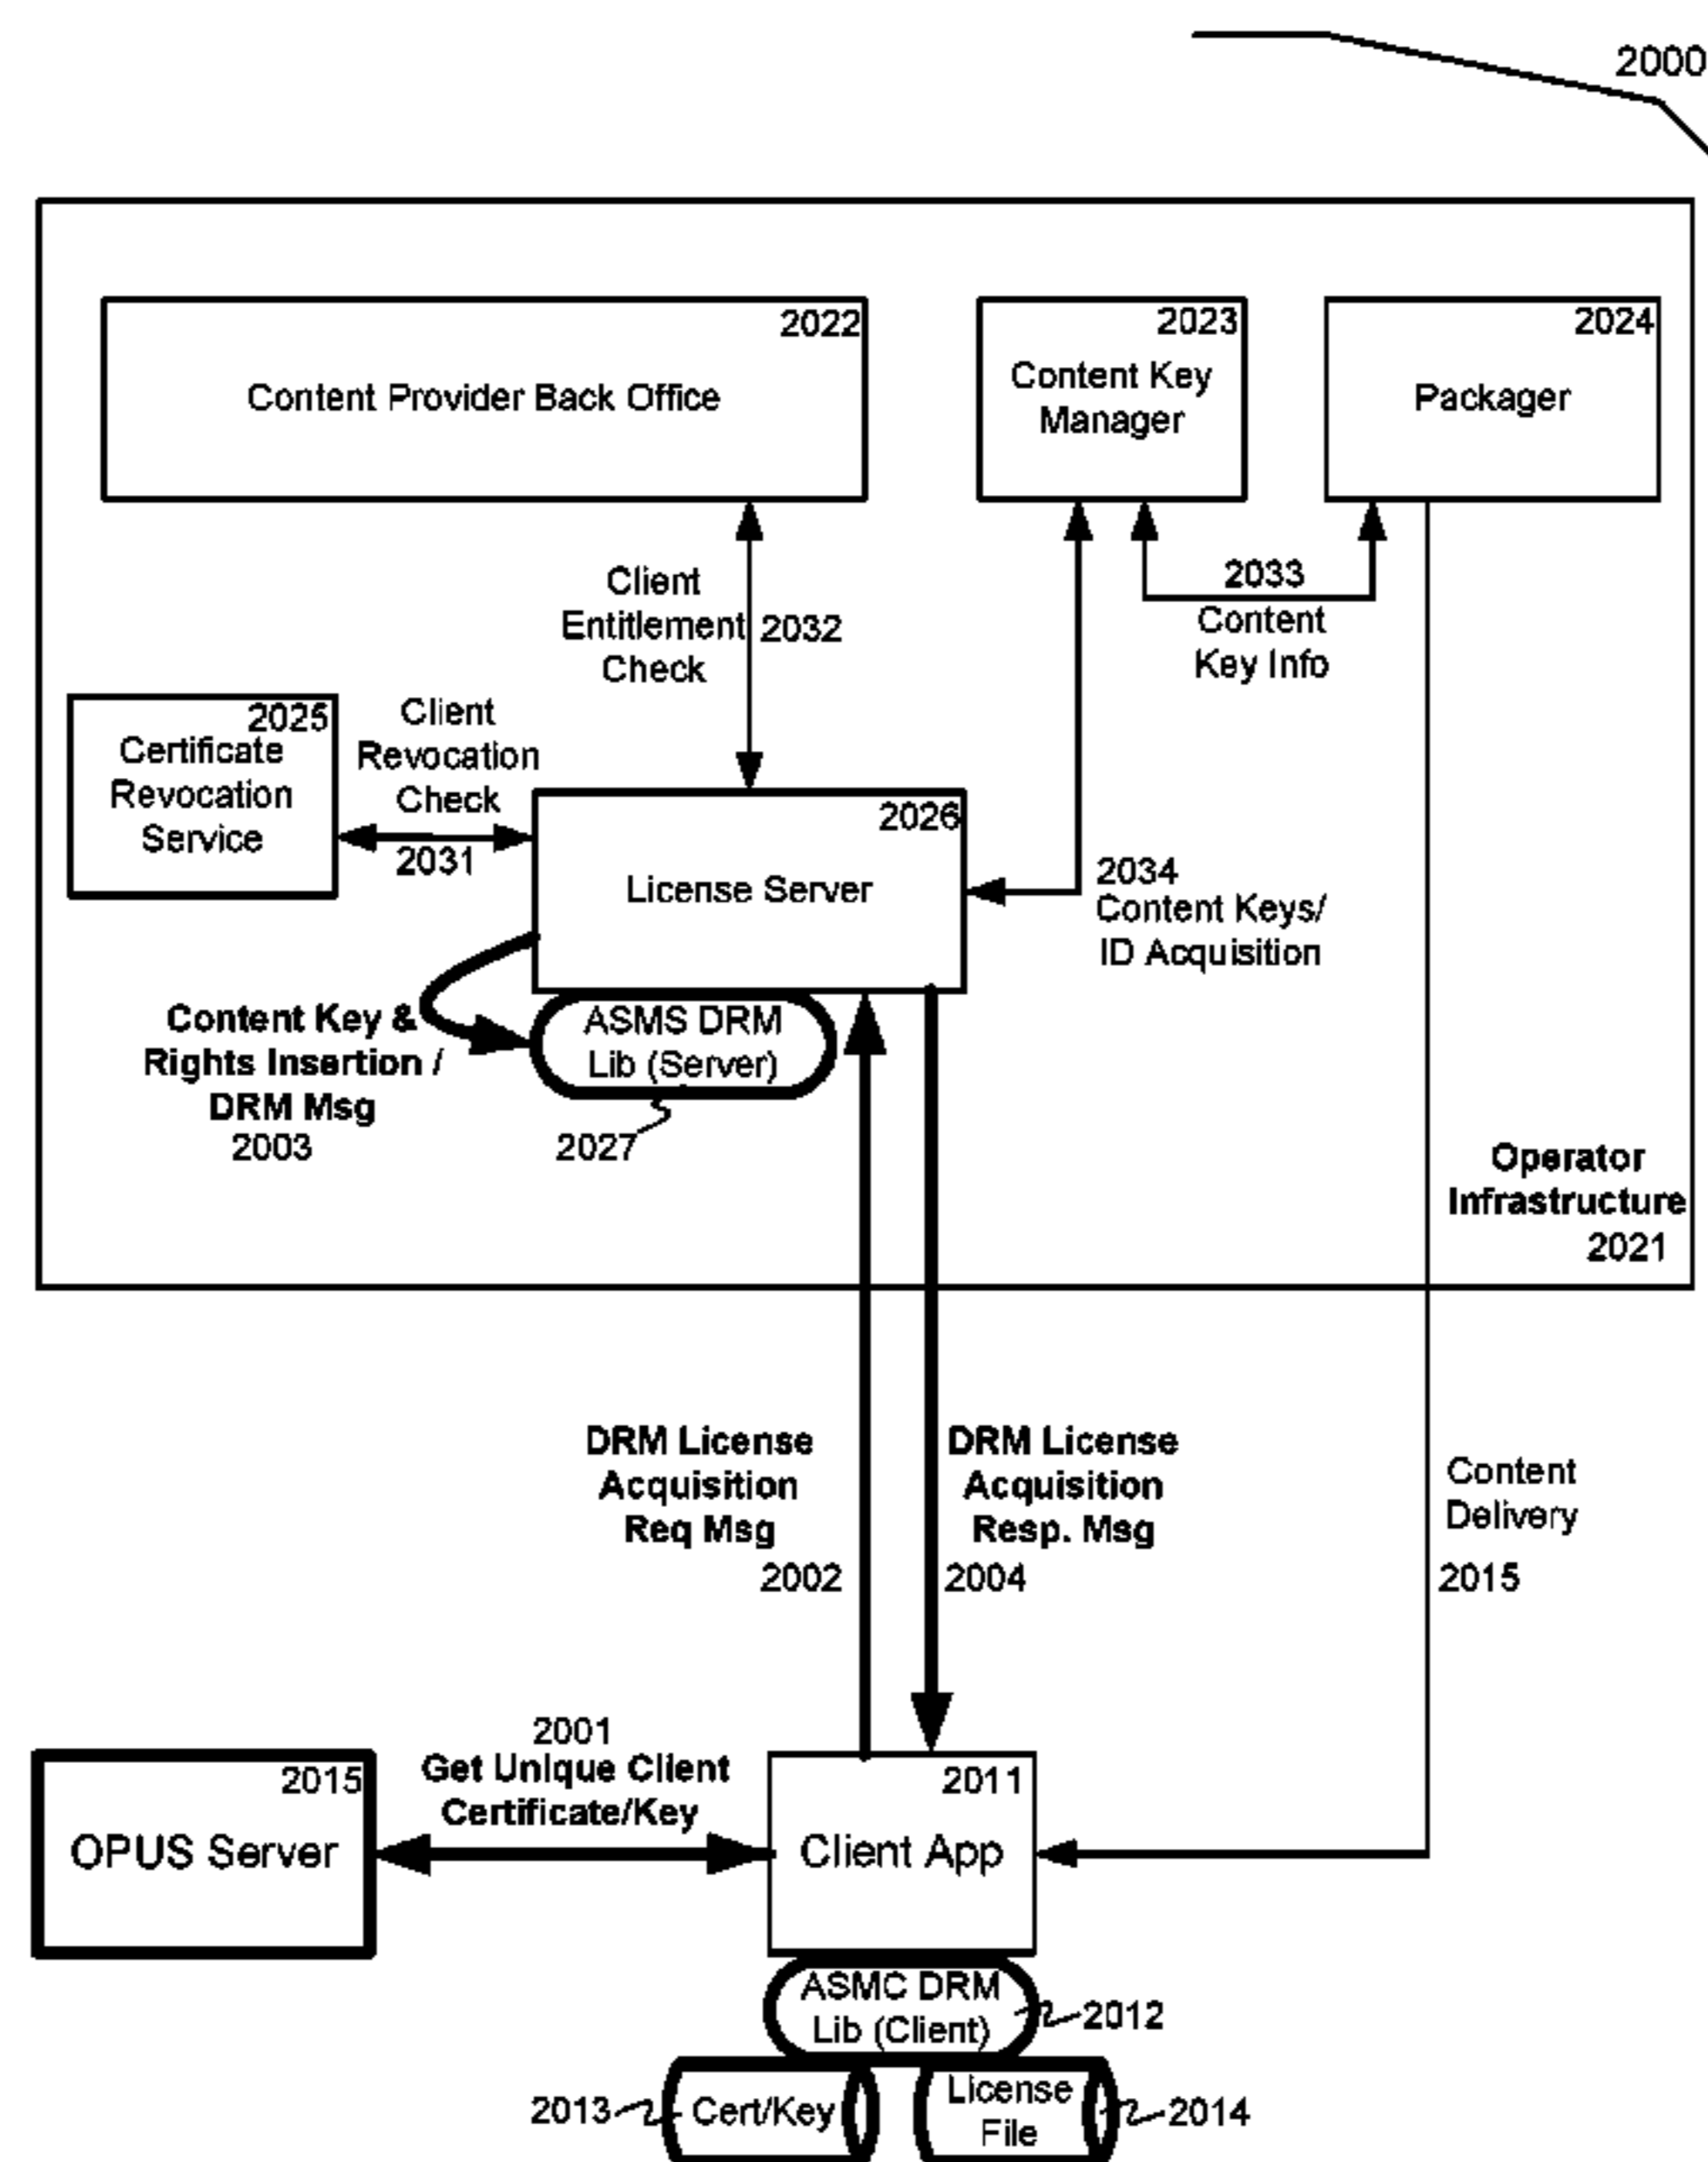 2000
2022
Content Provider Back Office
2023
Content Key
Manager
2024
Packager
Client
Entitlement
Check
2032
2033
Content
Key Info
2025
Certificate
Revocation
Service
Client
Revocation
Check
2031
2026
License Server
2034
Content Keys/
ID Acquisition
Content Key &
Rights Insertion /
DRM Msg
2003
ASMS DRM
Lib (Server)
2027
Operator
Infrastructure
2021
DRM License
Acquisition
Req Msg
2002
DRM License
Acquisition
Resp. Msg
2004
Content
Delivery
2015
2015
OPUS Server
2001
Get Unique Client
Certificate/Key
2011
Client App
ASMC DRM
Lib (Client)
2012
2013
Cert/Key
License
File
2014